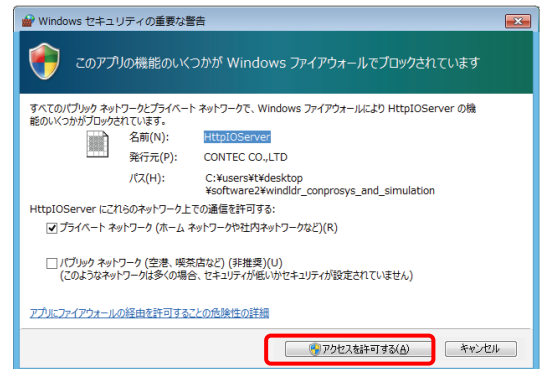 Windows セキュリティの重要な警告
このアプリの機能のいくつかが Windows ファイアウォールでブロックされています
すべてのパブリック ネットワークとプライベート ネットワークで、Windows ファイアウォールにより HttpIOServer の機
能のいくつかがブロックされています。
名前(N): HttpIOServer
発行元(P): CONTEC CO.,LTD
パス(H): C:¥users¥t¥desktop
¥software2¥windldr_conprosys_and_simulation
HttpIOServer にこれらのネットワーク上での通信を許可する:
プライベート ネットワーク (ホーム ネットワークや社内ネットワークなど)(R)
パブリック ネットワーク (空港、喫茶店など) (非推奨)(U)
(このようなネットワークは多くの場合、セキュリティが低いかセキュリティが設定されていません)
アプリにファイアウォールの経由を許可することの危険性の詳細
アクセスを許可する(A) キャンセル